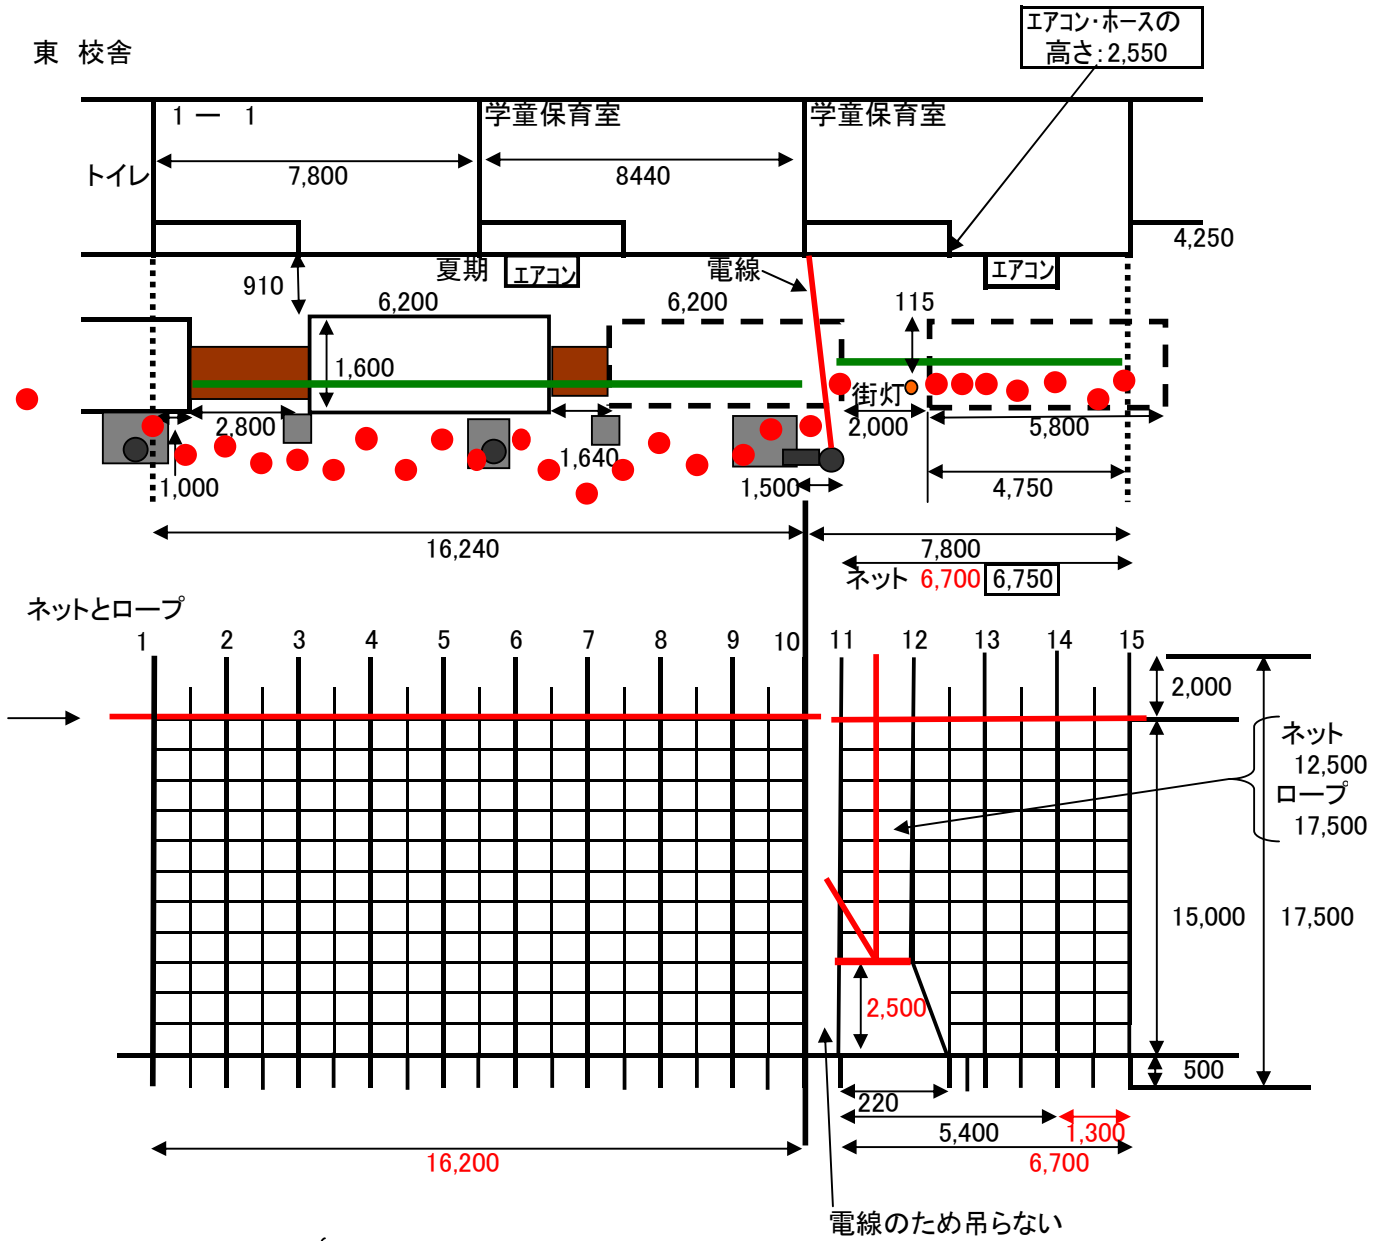 エアコン・ホースの
高さ：2,550
東 校舎
1 ー 1
学童保育室
学童保育室
トイレ
7,800
8440
4,250
910
夏期
エアコン
電線
エアコン
6,200
6,200
115
1,600
街灯
2,800
2,000
5,800
1,640
1,000
1,500
4,750
16,240
7,800
ネット 6,700 6,750
ネットとロープ
1 2 3 4 5 6 7 8 9 10 11 12 13 14 15
2,000
ネット
12,500
ロープ
17,500
15,000
17,500
2,500
500
220
5,400
1,300
16,200
6,700
電線のため吊らない